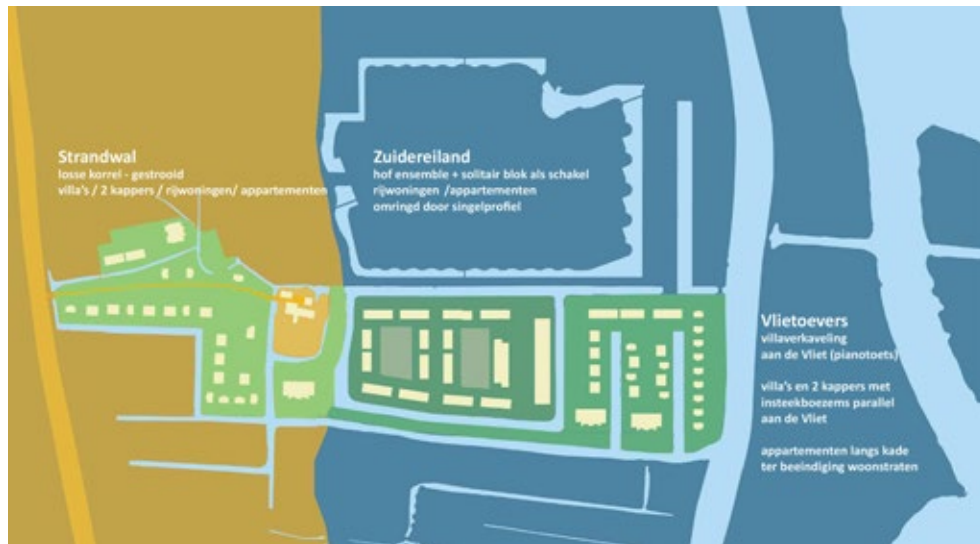 Strandwal
losse korrel - gestrooid
villa's / 2 kappers / rijwoningen/ appartementen
Zuidereiland
hof ensemble + solitair blok als schakel
rijwoningen /appartementen
omringd door singelprofiel
Vlietoevers
villaverkaveling
aan de Vliet (pianotoets)
villa's en 2 kappers met
insteekboezems parallel
aan de Vliet
appartementen langs kade
ter beeindiging woonstraten